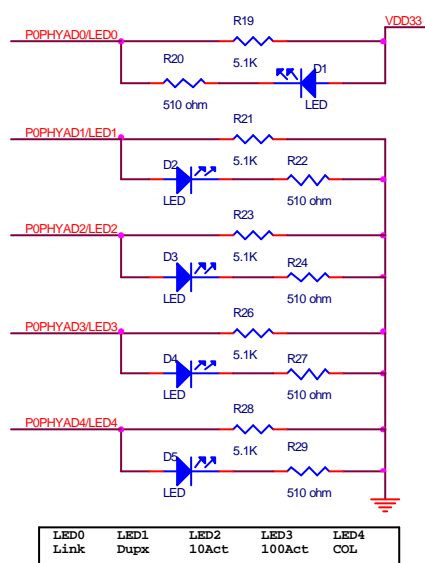 R19
VDD33
P0PHYAD0/LED0
R20
5.1K
D1
510 ohm
LED
P0PHYAD1/LED1
R21
D2
5.1K
R22
LED
510 ohm
P0PHYAD2/LED2
R23
D3
5.1K
R24
LED
510 ohm
P0PHYAD3/LED3
R26
D4
5.1K
R27
LED
510 ohm
P0PHYAD4/LED4
R28
D5
5.1K
R29
LED
510 ohm
LED0 LED1 LED2 LED3 LED4
Link Dupx 10Act 100Act COL